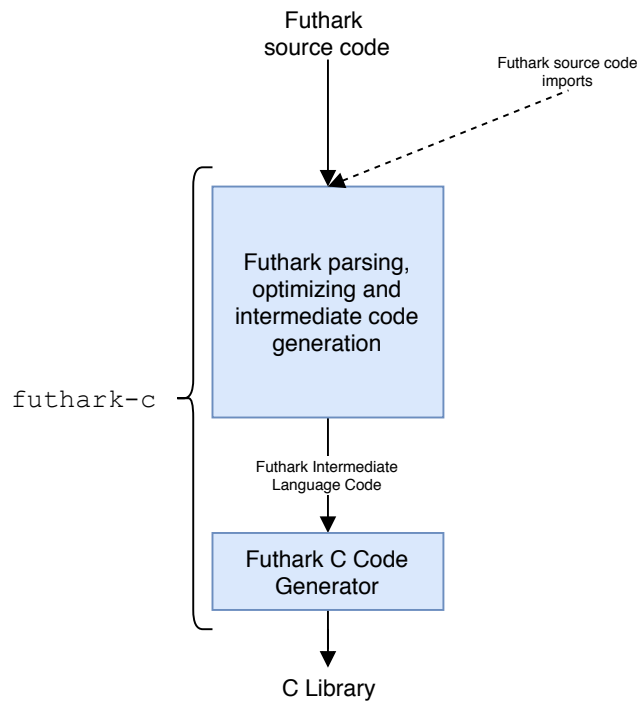 Futhark
source code
Futhark source code
imports
Futhark parsing,
optimizing and
intermediate code
generation
futhark-c
Futhark Intermediate
Language Code
Futhark C Code
Generator
C Library